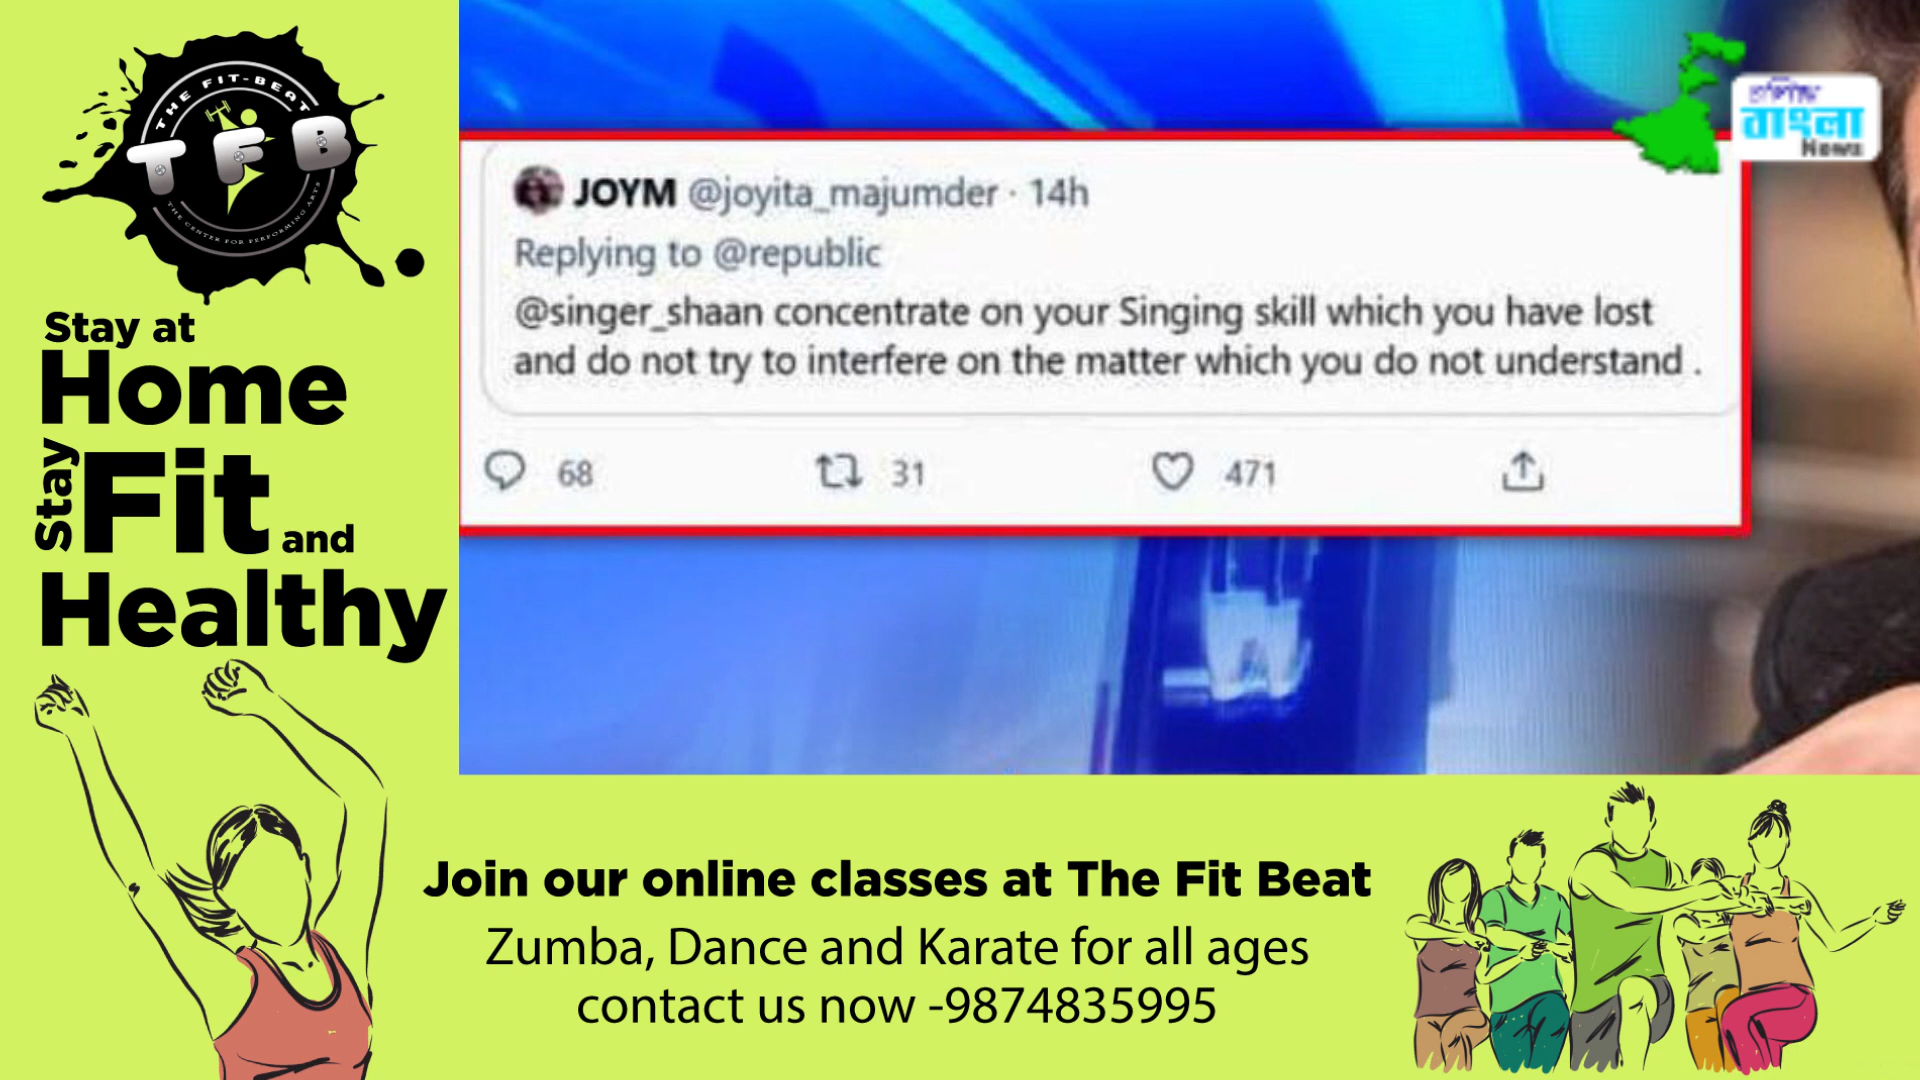 THE FIT-BEAT
TFB
THE CENTER FOR PERFORMING ARTS
Stay at
Home
Stay
Fit and
Healthy
বাংলা
News
JOYM @joyita_majumder · 14h
Replying to @republic
@singer_shaan concentrate on your Singing skill which you have lost
and do not try to interfere on the matter which you do not understand .
68 31 471
Join our online classes at The Fit Beat
Zumba, Dance and Karate for all ages
contact us now -9874835995